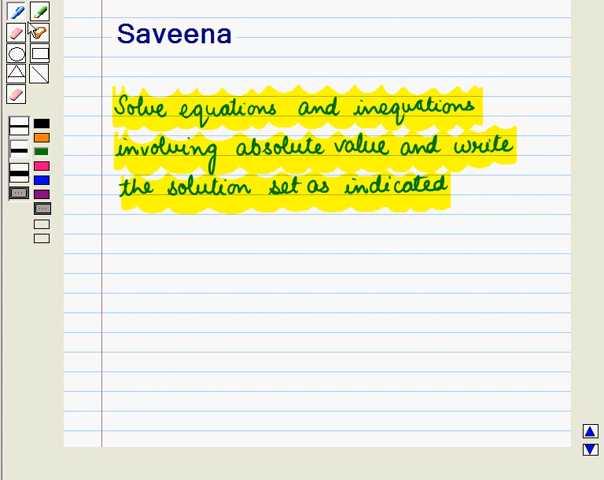 Saveena
Solve equations and inequations
involving absolute value and write
the solution set as indicated